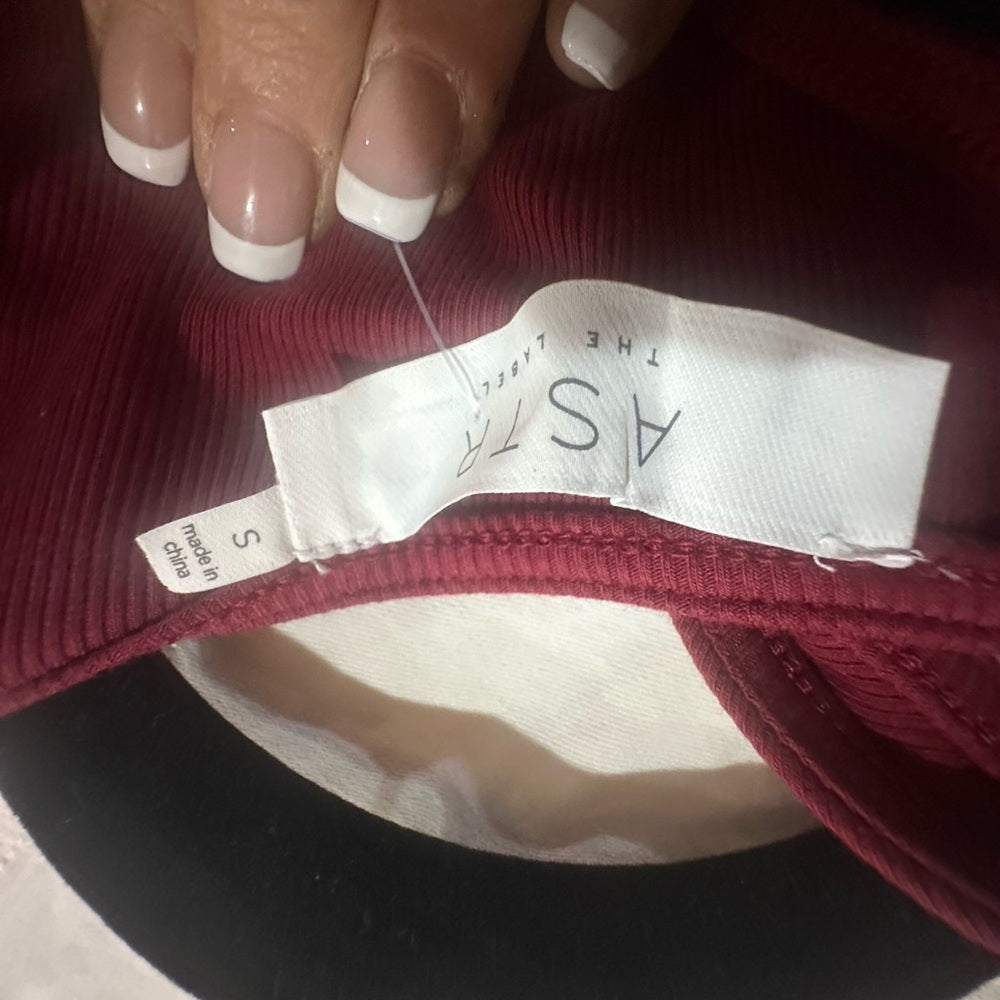 ASTR
THE LABEL
S
made in
china